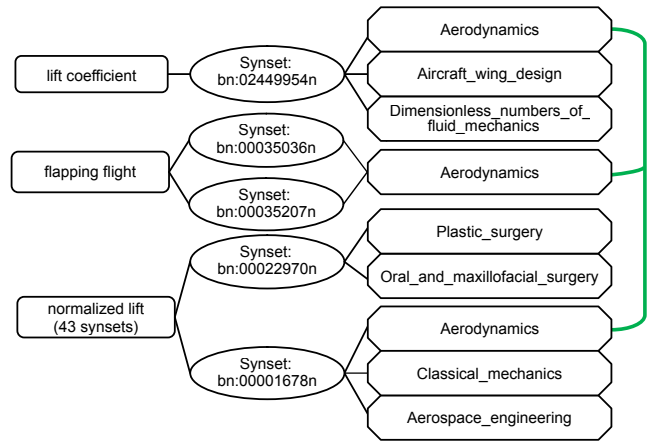 lift coefficient
Synset:
bn:02449954n
Aerodynamics
Aircraft_wing_design
Dimensionless_numbers_of_
fluid_mechanics
flapping flight
Synset:
bn:00035036n
Synset:
bn:00035207n
Aerodynamics
normalized lift
(43 synsets)
Synset:
bn:00022970n
Plastic_surgery
Oral_and_maxillofacial_surgery
Synset:
bn:00001678n
Aerodynamics
Classical_mechanics
Aerospace_engineering